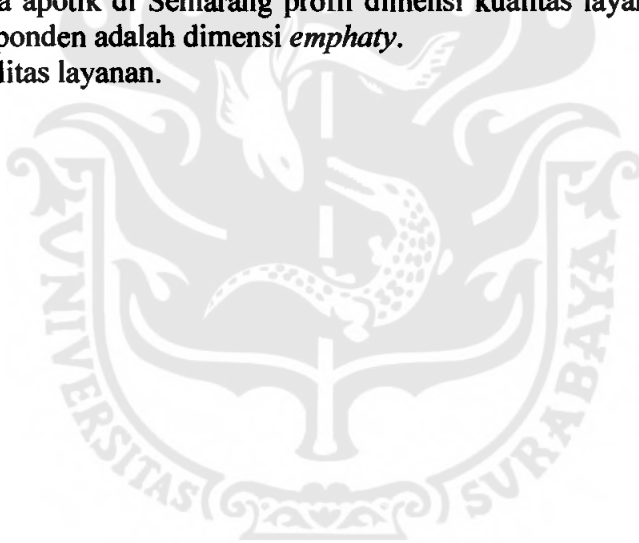 a apotik di Semarang profil dimensi kualitas layan
ponden adalah dimensi emphaty.
litas layanan.
UNIVERSITAS SURABAYA